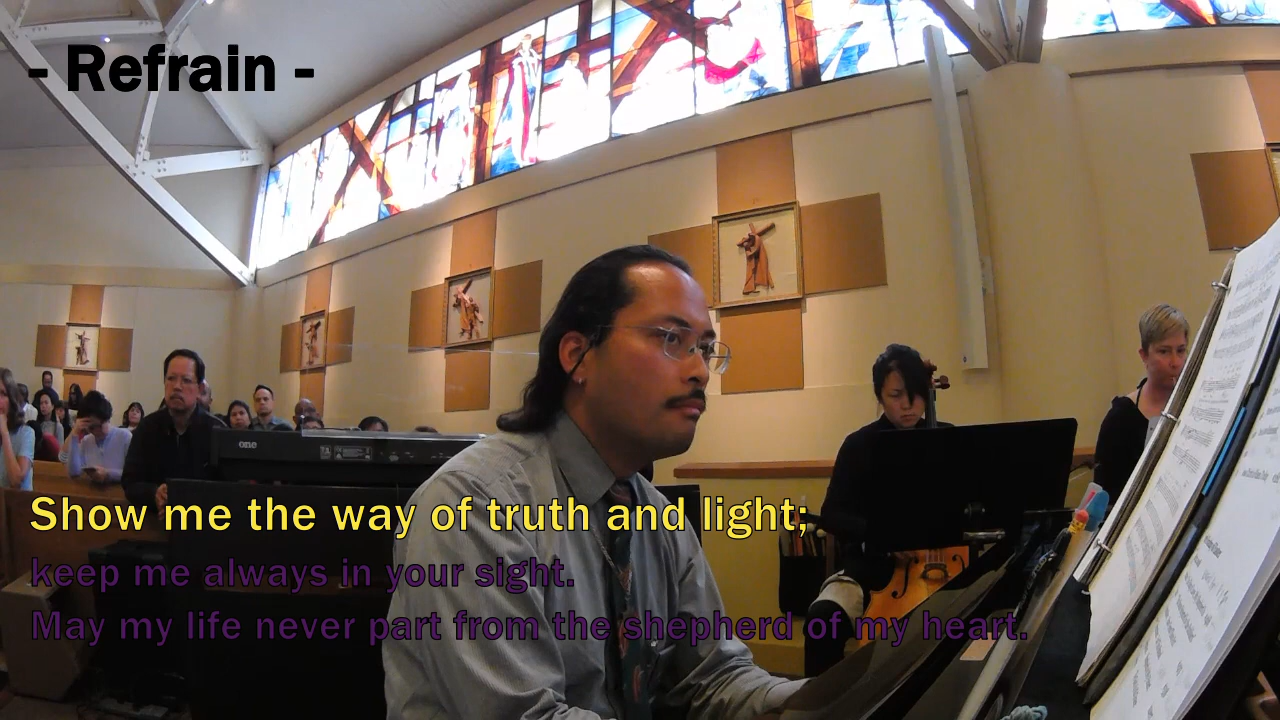 - Refrain -
one
Show me the way of truth and light;
keep me always in your sight.
May my life never part from the shepherd of my heart.